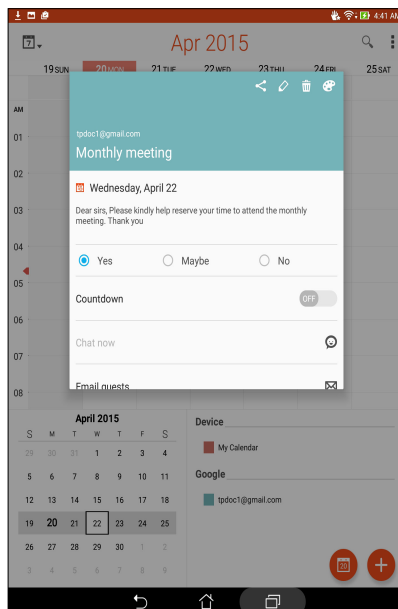 4:41 AM
7
Apr 2015
19 SUN 20 MON 21 TUE 22 WED 23 THU 24 FRI 25 SAT
AM
01
02
03
04
05
06
07
08
tpdoc1@gmail.com
Monthly meeting
Wednesday, April 22
Dear sirs, Please kindly help reserve your time to attend the monthly
meeting. Thank you
Yes Maybe No
Countdown OFF
Chat now
Email guests
April 2015
S M T W T F S
29 30 31 1 2 3 4
5 6 7 8 9 10 11
12 13 14 15 16 17 18
19 20 21 22 23 24 25
26 27 28 29 30 1 2
3 4 5 6 7 8 9
Device
My Calendar
Google
tpdoc1@gmail.com
20